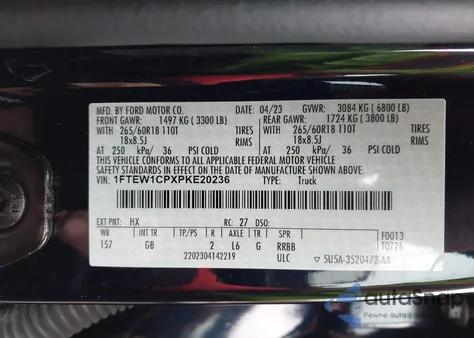 MFD. BY FORD MOTOR CO. DATE: 04/23 GVWR: 3084 KG ( 6800 LB)
FRONT GAWR: 1497 KG ( 3300 LB) REAR GAWR: 1724 KG ( 3800 LB)
WITH 265/60R18 110T TIRES WITH 265/60R18 110T TIRES
18x8.5J RIMS 18x8.5J RIMS
AT 250 kPa/ 36 PSI COLD AT 250 kPa/ 36 PSI COLD
THIS VEHICLE CONFORMS TO ALL APPLICABLE FEDERAL MOTOR VEHICLE
SAFETY STANDARDS IN EFFECT ON THE DATE OF MANUFACTURE SHOWN ABOVE.
VIN: 1FTEW1CPXPKE20236 TYPE: Truck
EXT PNT: HX RC: 27 DSO:
WB INT TR TP/PS R AXLE TR SPR F0013
157 GB 2 L6 G RRBB T0726
2202304142219 ULC 5U5A-3520472-AA
autoSnap
Pewne auta z